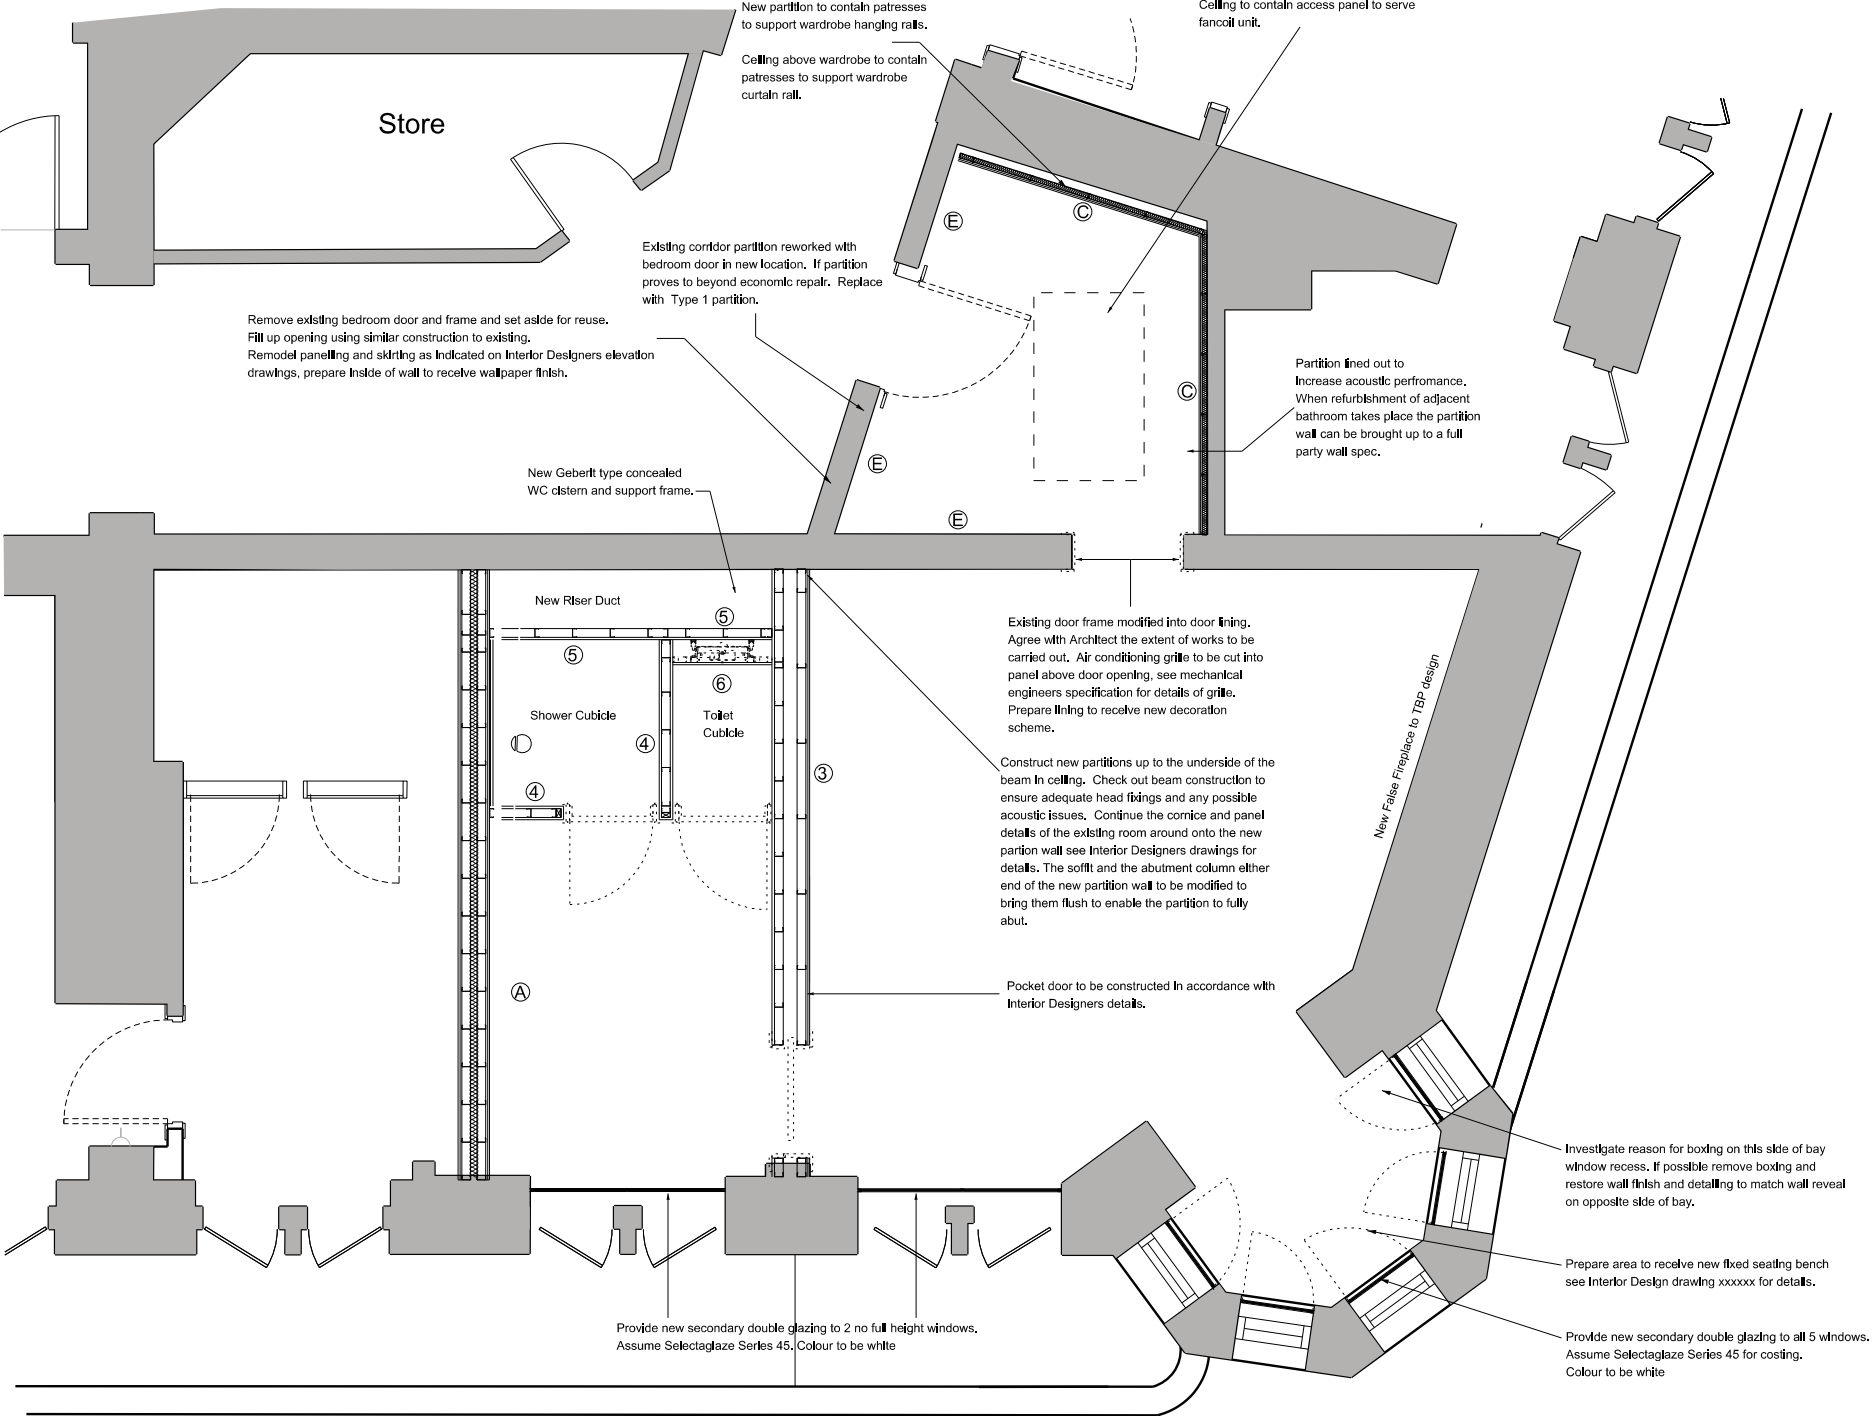 New partition to contain patresses
to support wardrobe hanging rails.
Ceiling above wardrobe to contain
patresses to support wardrobe
curtain rail.
Ceiling to contain access panel to serve
fancoil unit.
Store
E
C
Existing corridor partition reworked with
bedroom door in new location. If partition
proves to beyond economic repair. Replace
with Type 1 partition.
Remove existing bedroom door and frame and set aside for reuse.
Fill up opening using similar construction to existing.
Remodel panelling and skirting as indicated on Interior Designers elevation
drawings, prepare inside of wall to receive wallpaper finish.
C
Partition lined out to
increase acoustic perfromance.
When refurbishment of adjacent
bathroom takes place the partition
wall can be brought up to a full
party wall spec.
E
New Geberit type concealed
WC cistern and support frame.
E
New Riser Duct
5
5
6
Shower Cubicle
Toilet
Cubicle
4
4
3
A
Existing door frame modified into door lining.
Agree with Architect the extent of works to be
carried out. Air conditioning grille to be cut into
panel above door opening, see mechanical
engineers specification for details of grille.
Prepare lining to receive new decoration
scheme.
New False Fireplace to TBP design
Construct new partitions up to the underside of the
beam in ceiling. Check out beam construction to
ensure adequate head fixings and any possible
acoustic issues. Continue the cornice and panel
details of the existing room around onto the new
partion wall see Interior Designers drawings for
details. The soffit and the abutment column either
end of the new partition wall to be modified to
bring them flush to enable the partition to fully
abut.
Pocket door to be constructed in accordance with
Interior Designers details.
Investigate reason for boxing on this side of bay
window recess. If possible remove boxing and
restore wall finish and detailing to match wall reveal
on opposite side of bay.
Prepare area to receive new fixed seating bench
see Interior Design drawing xxxxxx for details.
Provide new secondary double glazing to 2 no full height windows.
Assume Selectaglaze Series 45. Colour to be white
Provide new secondary double glazing to all 5 windows.
Assume Selectaglaze Series 45 for costing.
Colour to be white